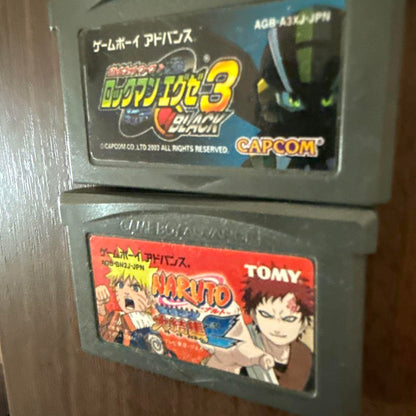 ゲームボーイ アドバンス
AGB-A3XJ-JPN
ロックマン エグゼ3
BLACK
©CAPCOM CO.,LTD.2003 ALL RIGHTS RESERVED.
CAPCOM
GAME BOY ADVANCE
ゲームボーイ アドバンス
TOMY
NARUTO